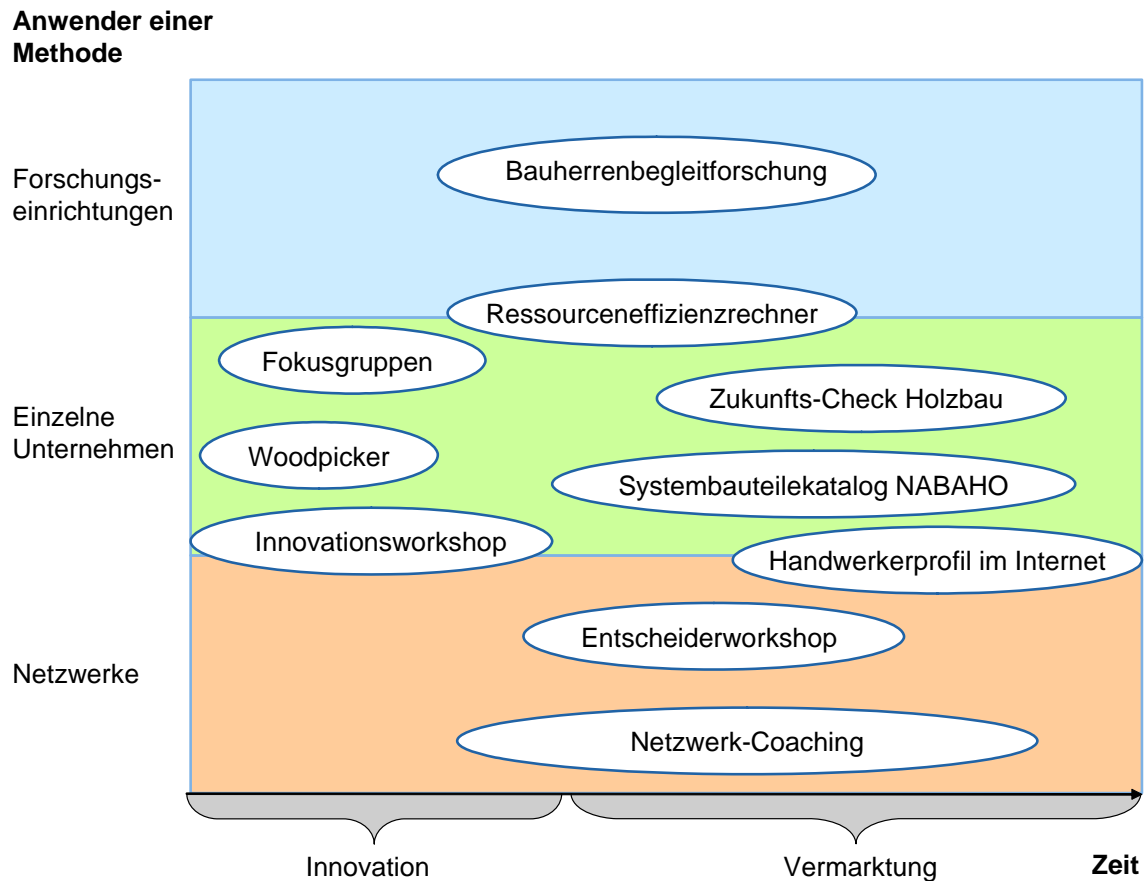 Anwender einer
Methode
Forschungs-
einrichtungen
Bauherrenbegleitforschung
Ressourceneffizienzrechner
Fokusgruppen
Zukunfts-Check Holzbau
Einzelne
Unternehmen
Woodpicker
Systembauteilekatalog NABAHO
Innovationsworkshop
Handwerkerprofil im Internet
Entscheiderworkshop
Netzwerke
Netzwerk-Coaching
Innovation
Vermarktung
Zeit